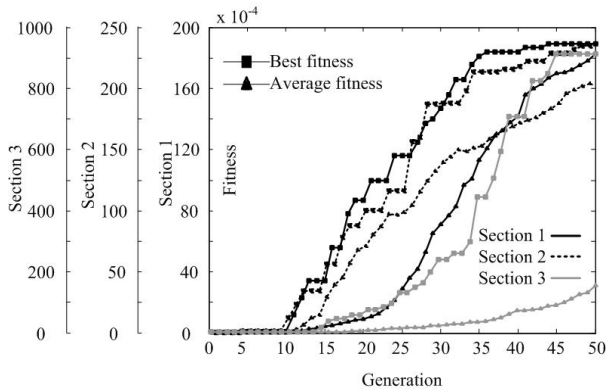 x 10⁻⁴
1000 250 200
800 200 160
600 150 120
400 100 80
200 50 40
0 0 0
Section 3
Section 2
Section 1
Fitness
Best fitness
Average fitness
Section 1
Section 2
Section 3
0 5 10 15 20 25 30 35 40 45 50
Generation